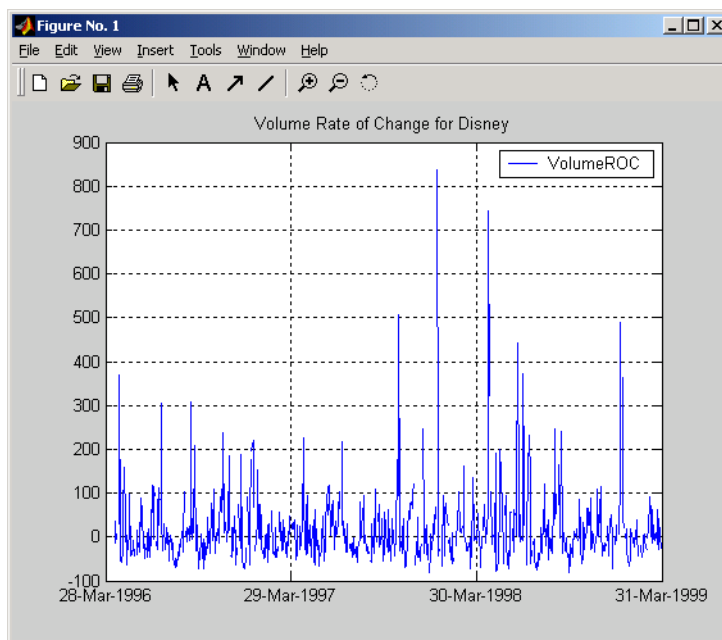 Figure No. 1
File Edit View Insert Tools Window Help
A
Volume Rate of Change for Disney
VolumeROC
900
800
700
600
500
400
300
200
100
0
-100
28-Mar-1996 29-Mar-1997 30-Mar-1998 31-Mar-1999